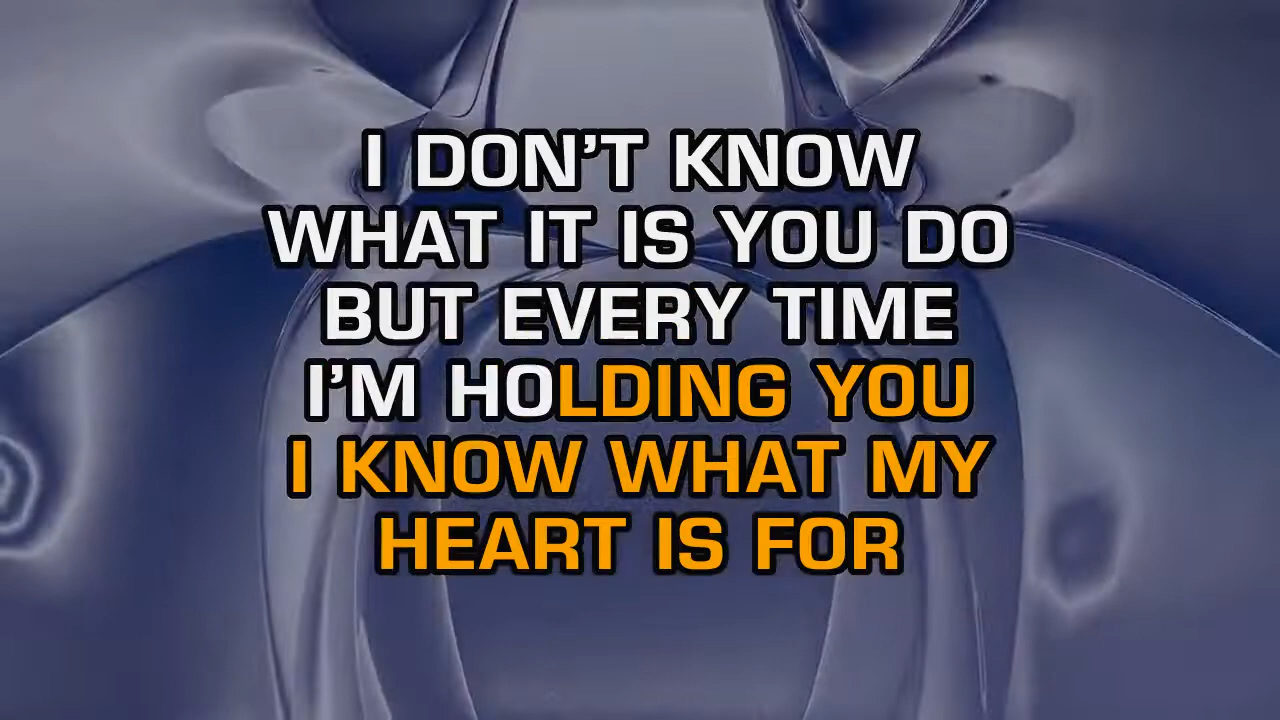 I DON’T KNOW
WHAT IT IS YOU DO
BUT EVERY TIME
I’M HOLDING YOU
I KNOW WHAT MY
HEART IS FOR